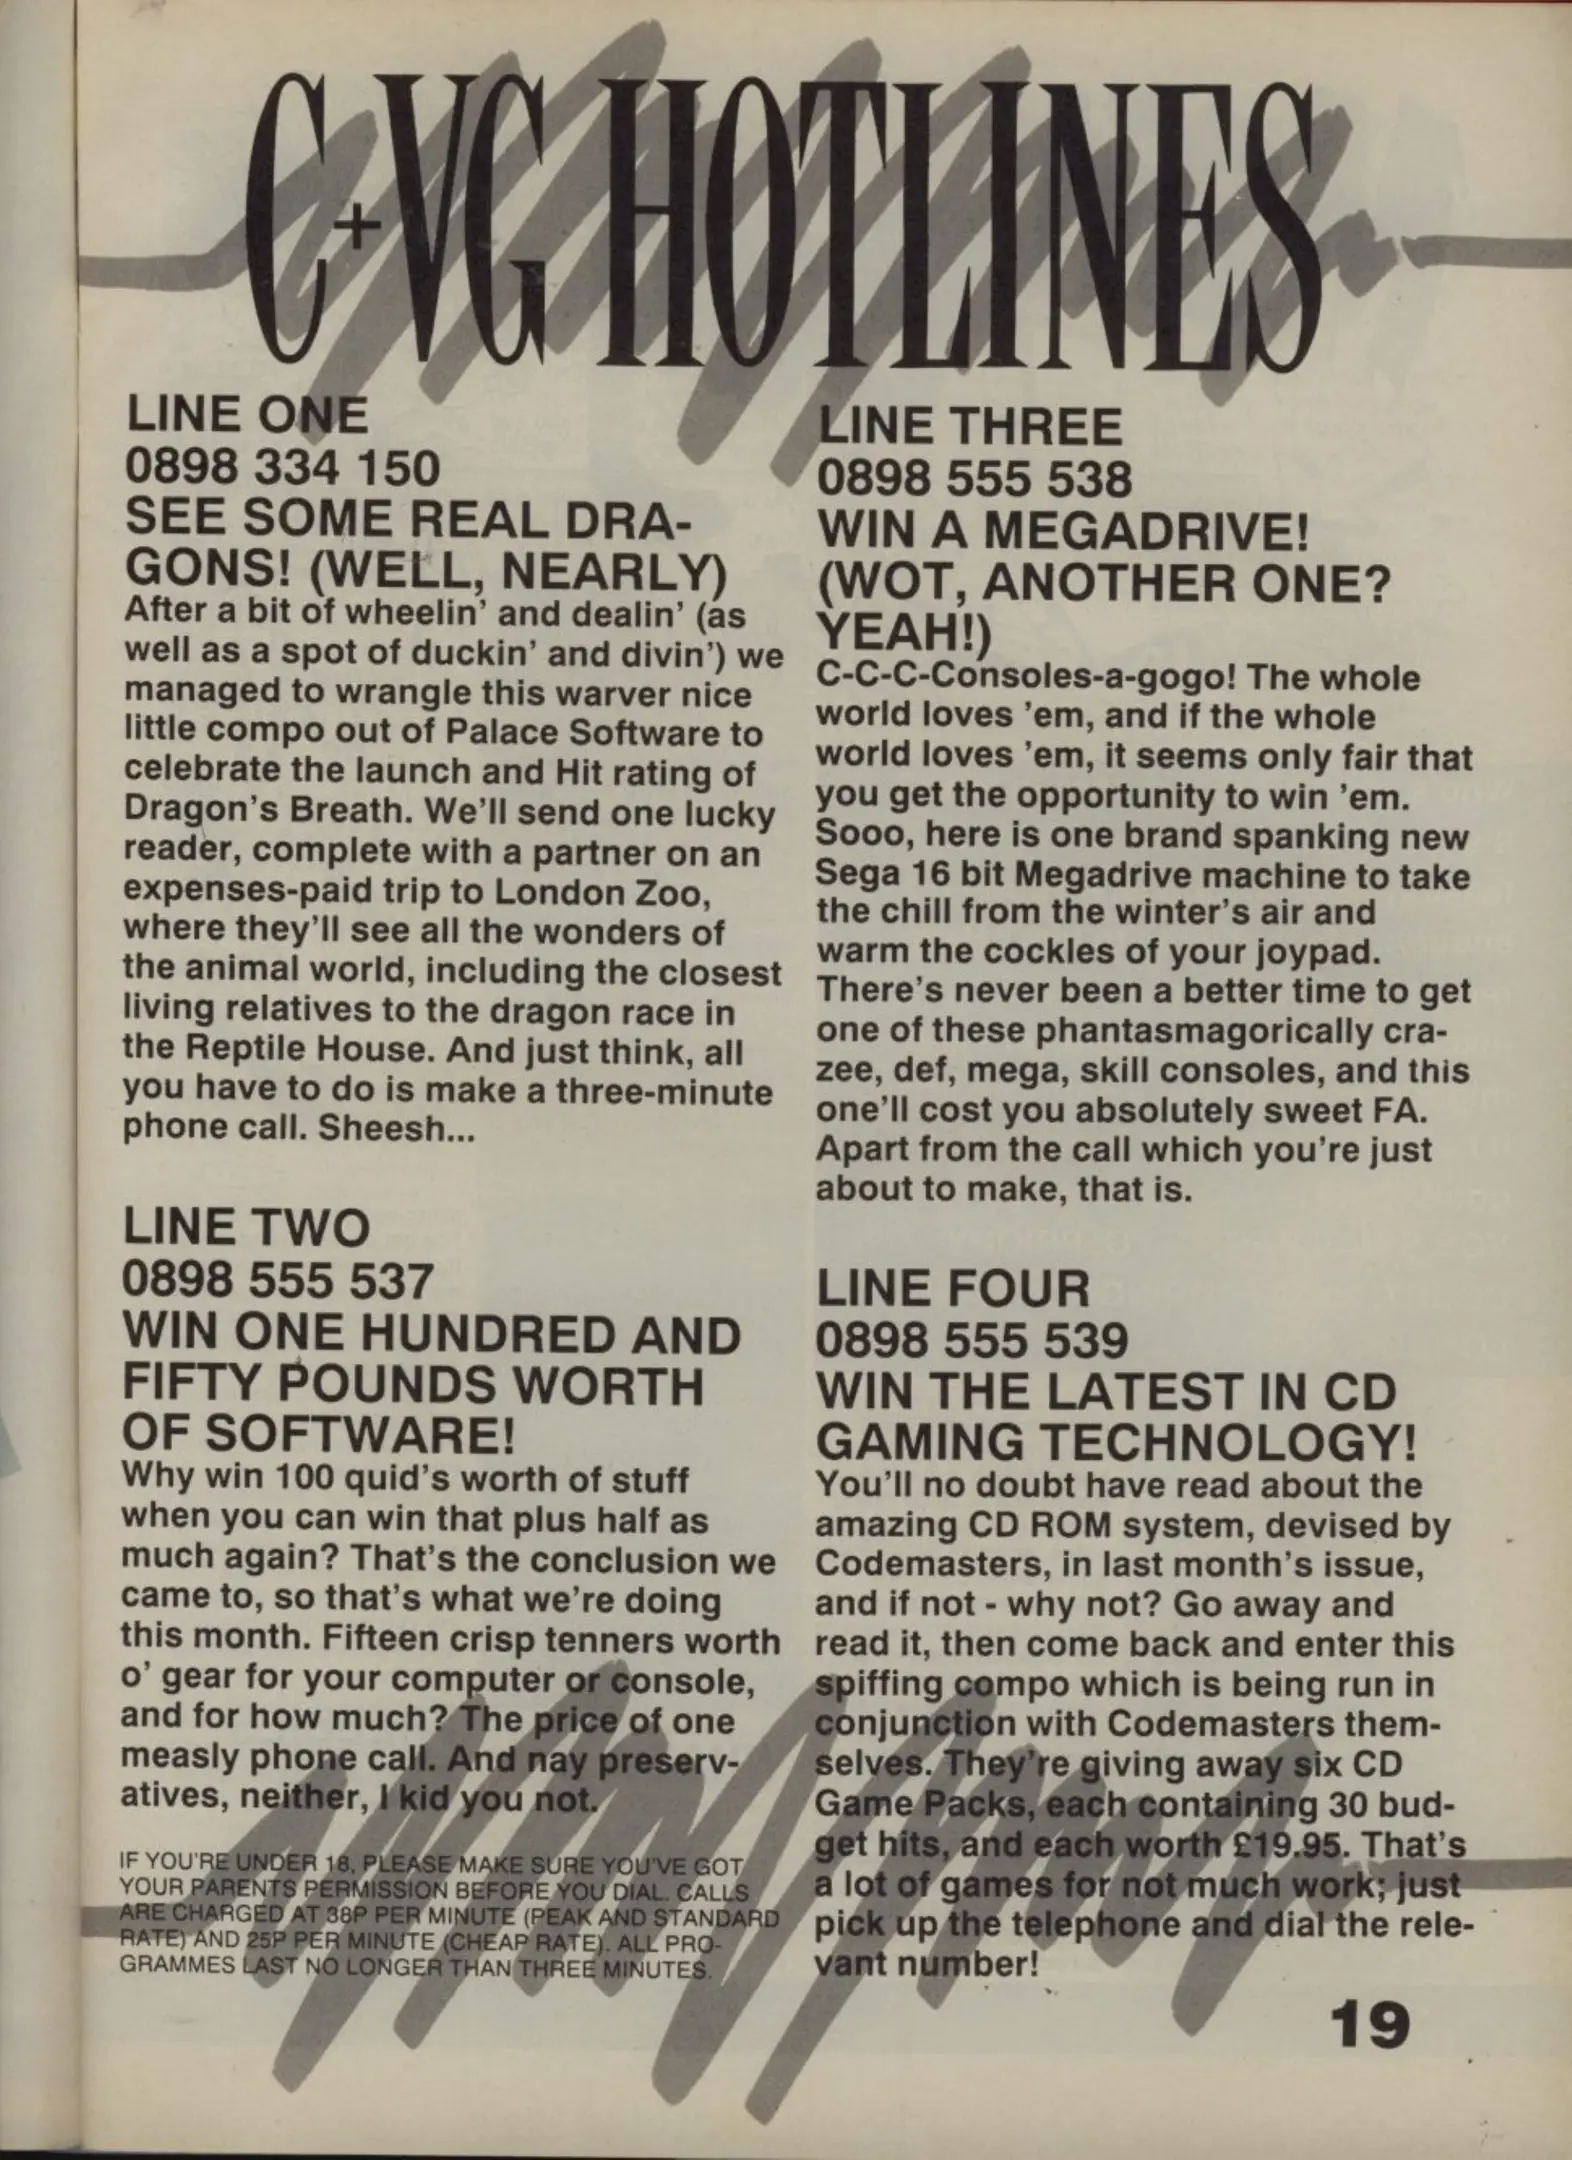 C+VG HOTLINES
LINE ONE
0898 334 150
SEE SOME REAL DRA-
GONS! (WELL, NEARLY)
After a bit of wheelin' and dealin' (as
well as a spot of duckin' and divin') we
managed to wrangle this warver nice
little compo out of Palace Software to
celebrate the launch and Hit rating of
Dragon's Breath. We'll send one lucky
reader, complete with a partner on an
expenses-paid trip to London Zoo,
where they'll see all the wonders of
the animal world, including the closest
living relatives to the dragon race in
the Reptile House. And just think, all
you have to do is make a three-minute
phone call. Sheesh...
LINE TWO
0898 555 537
WIN ONE HUNDRED AND
FIFTY POUNDS WORTH
OF SOFTWARE!
Why win 100 quid's worth of stuff
when you can win that plus half as
much again? That's the conclusion we
came to, so that's what we're doing
this month. Fifteen crisp tenners worth
o' gear for your computer or console,
and for how much? The price of one
measly phone call. And nay preserv-
atives, neither, I kid you not.
IF YOU'RE UNDER 18, PLEASE MAKE SURE YOU'VE GOT
YOUR PARENTS PERMISSION BEFORE YOU DIAL. CALLS
ARE CHARGED AT 38P PER MINUTE (PEAK AND STANDARD
RATE) AND 25P PER MINUTE (CHEAP RATE). ALL PRO-
GRAMMES LAST NO LONGER THAN THREE MINUTES.
LINE THREE
0898 555 538
WIN A MEGADRIVE!
(WOT, ANOTHER ONE?
YEAH!)
C-C-C-Consoles-a-gogo! The whole
world loves 'em, and if the whole
world loves 'em, it seems only fair that
you get the opportunity to win 'em.
Sooo, here is one brand spanking new
Sega 16 bit Megadrive machine to take
the chill from the winter's air and
warm the cockles of your joypad.
There's never been a better time to get
one of these phantasmagorically cra-
zee, def, mega, skill consoles, and this
one'll cost you absolutely sweet FA.
Apart from the call which you're just
about to make, that is.
LINE FOUR
0898 555 539
WIN THE LATEST IN CD
GAMING TECHNOLOGY!
You'll no doubt have read about the
amazing CD ROM system, devised by
Codemasters, in last month's issue,
and if not - why not? Go away and
read it, then come back and enter this
spiffing compo which is being run in
conjunction with Codemasters them-
selves. They're giving away six CD
Game Packs, each containing 30 bud-
get hits, and each worth £19.95. That's
a lot of games for not much work; just
pick up the telephone and dial the rele-
vant number!
19